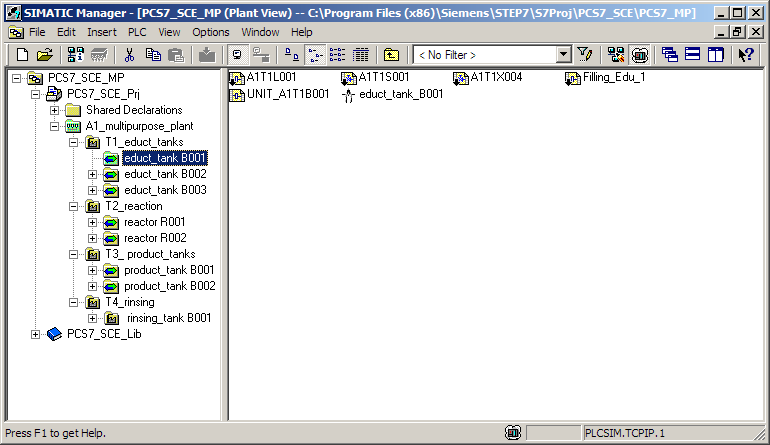 SIMATIC Manager - [PCS7_SCE_MP (Plant View) -- C:\Program Files (x86)\Siemens\STEP7\S7Proj\PCS7_SCE\PCS7_MP]
File Edit Insert PLC View Options Window Help
< No Filter >
PCS7_SCE_MP
PCS7_SCE_Prj
Shared Declarations
A1_multipurpose_plant
T1_educt_tanks
educt_tank B001
educt_tank B002
educt_tank B003
T2_reaction
reactor R001
reactor R002
T3_ product_tanks
product_tank B001
product_tank B002
T4_rinsing
rinsing_tank B001
PCS7_SCE_Lib
A1T1L001 A1T1S001 A1T1X004 Filling_Edu_1
UNIT_A1T1B001 educt_tank_B001
Press F1 to get Help. PLCSIM.TCPIP.1